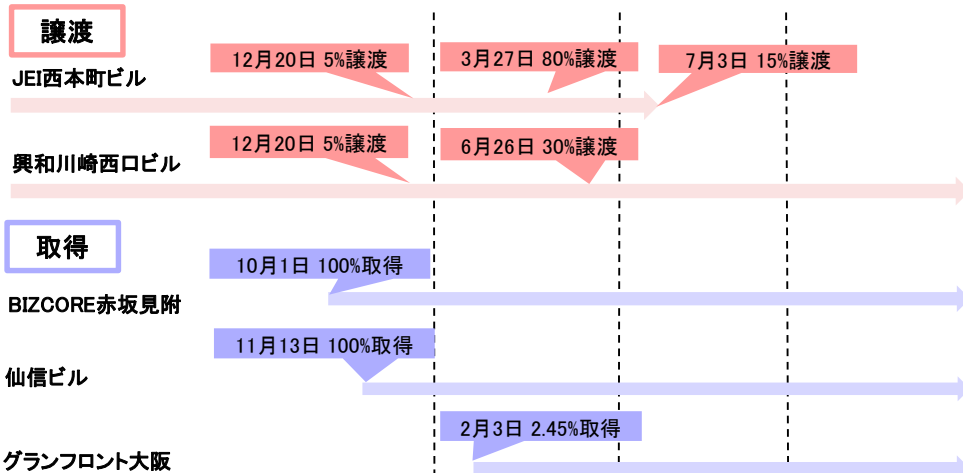 譲渡
JEI西本町ビル
12月20日 5%譲渡
3月27日 80%譲渡
7月3日 15%譲渡
興和川崎西口ビル
12月20日 5%譲渡
6月26日 30%譲渡
取得
BIZCORE赤坂見附
10月1日 100%取得
仙信ビル
11月13日 100%取得
グランフロント大阪
2月3日 2.45%取得